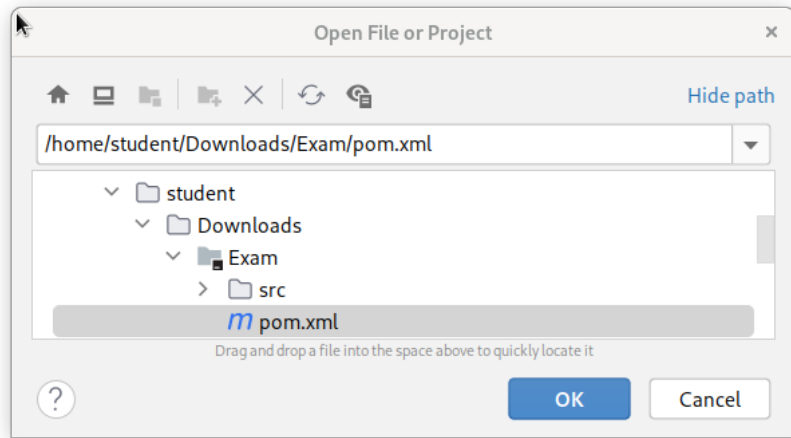 Open File or Project
Hide path
/home/student/Downloads/Exam/pom.xml
student
Downloads
Exam
src
m pom.xml
Drag and drop a file into the space above to quickly locate it
? OK Cancel